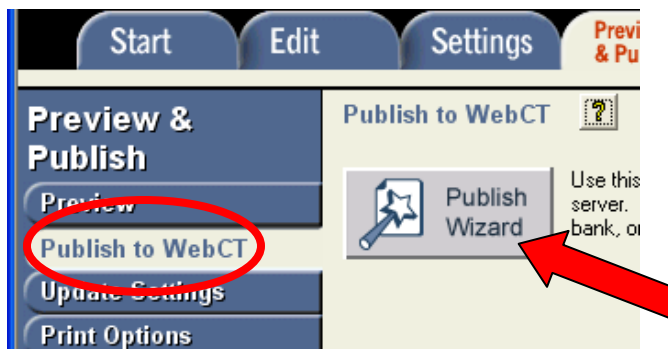 Start Edit Settings Previ
& Pu
Preview &
Publish
Preview
Publish to WebCT
Update Settings
Print Options
Publish to WebCT ?
Publish
Wizard
Use this
server.
bank, or